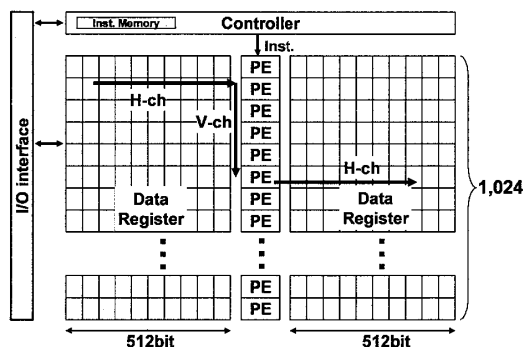 Inst. Memory
Controller
Inst.
I/O interface
PE
PE
PE
PE
PE
PE
PE
PE
PE
PE
H-ch
V-ch
H-ch
Data
Register
Data
Register
1,024
512bit
512bit